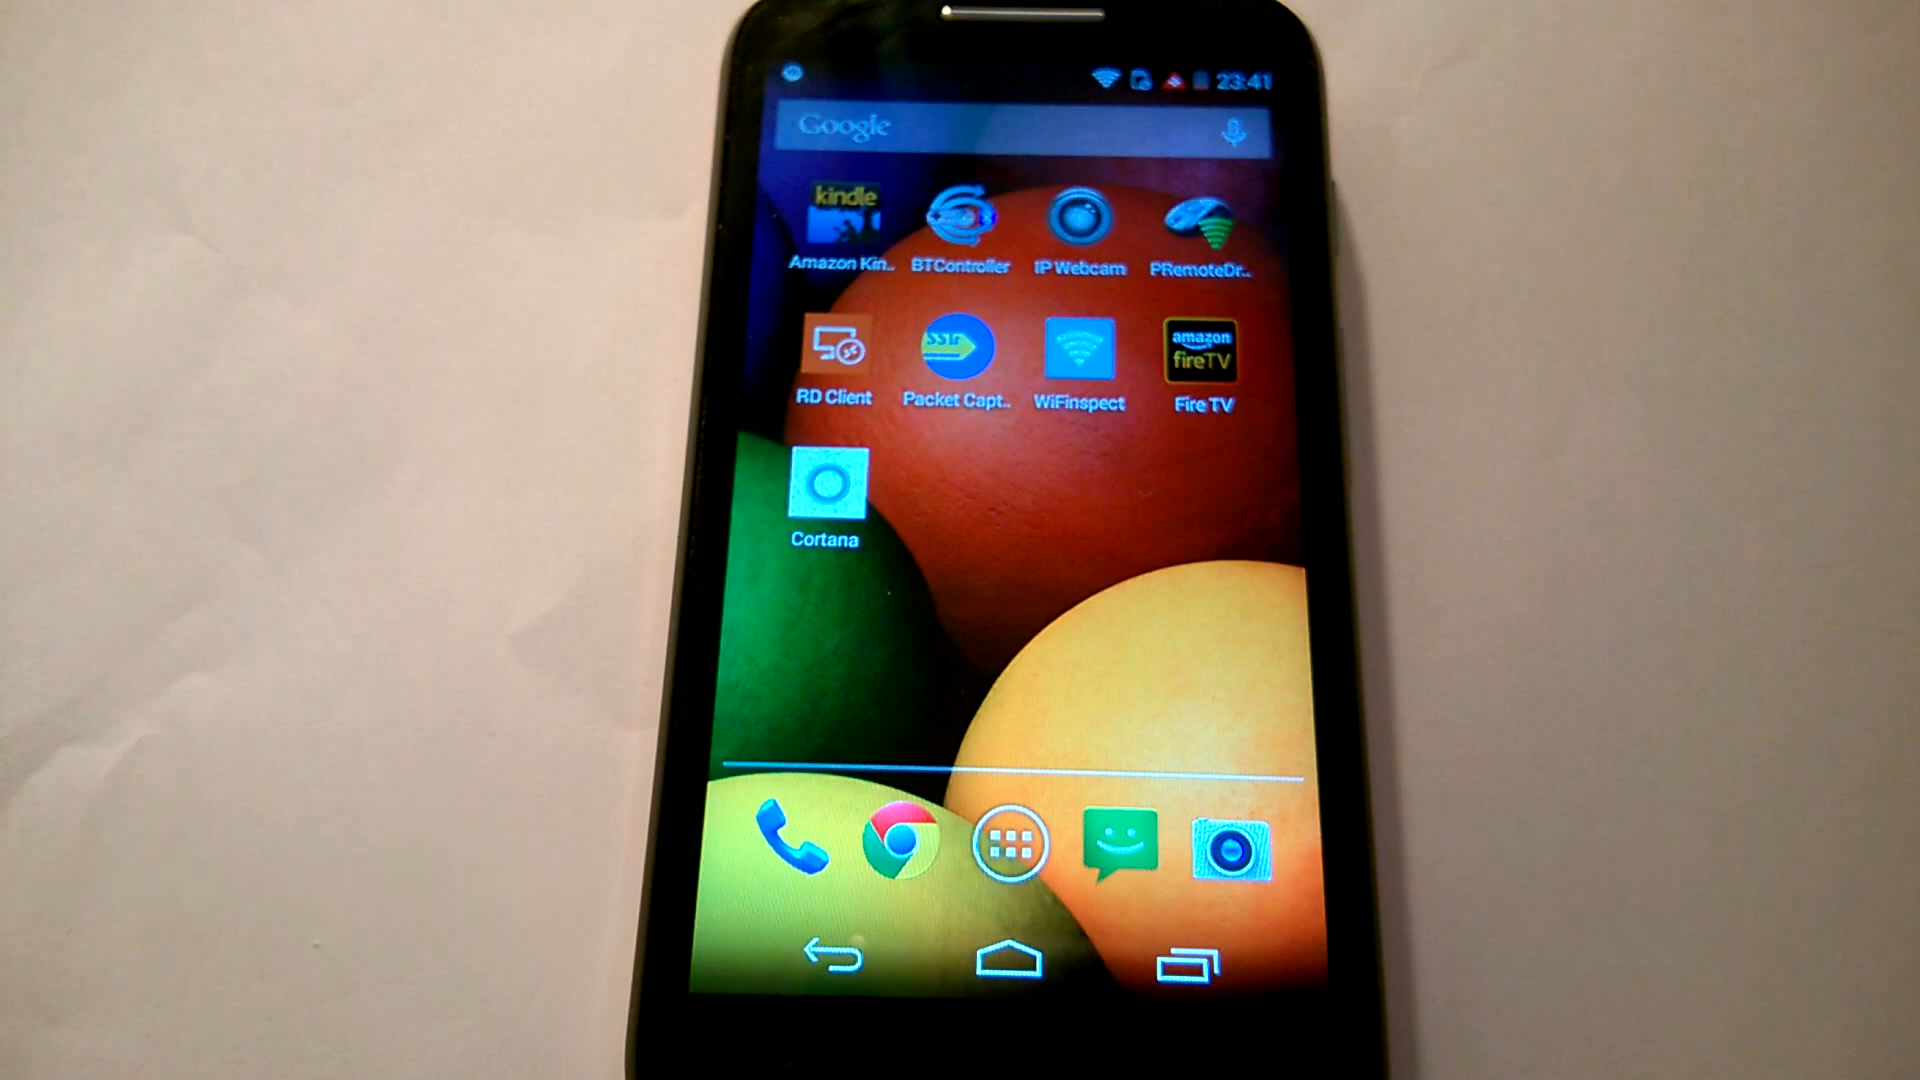 23:41
Google
kindle
Amazon Kin.. BTController IP Webcam PRemoteDr..
SSL amazon
fireTV
RD Client Packet Capt.. WiFinspect Fire TV
Cortana